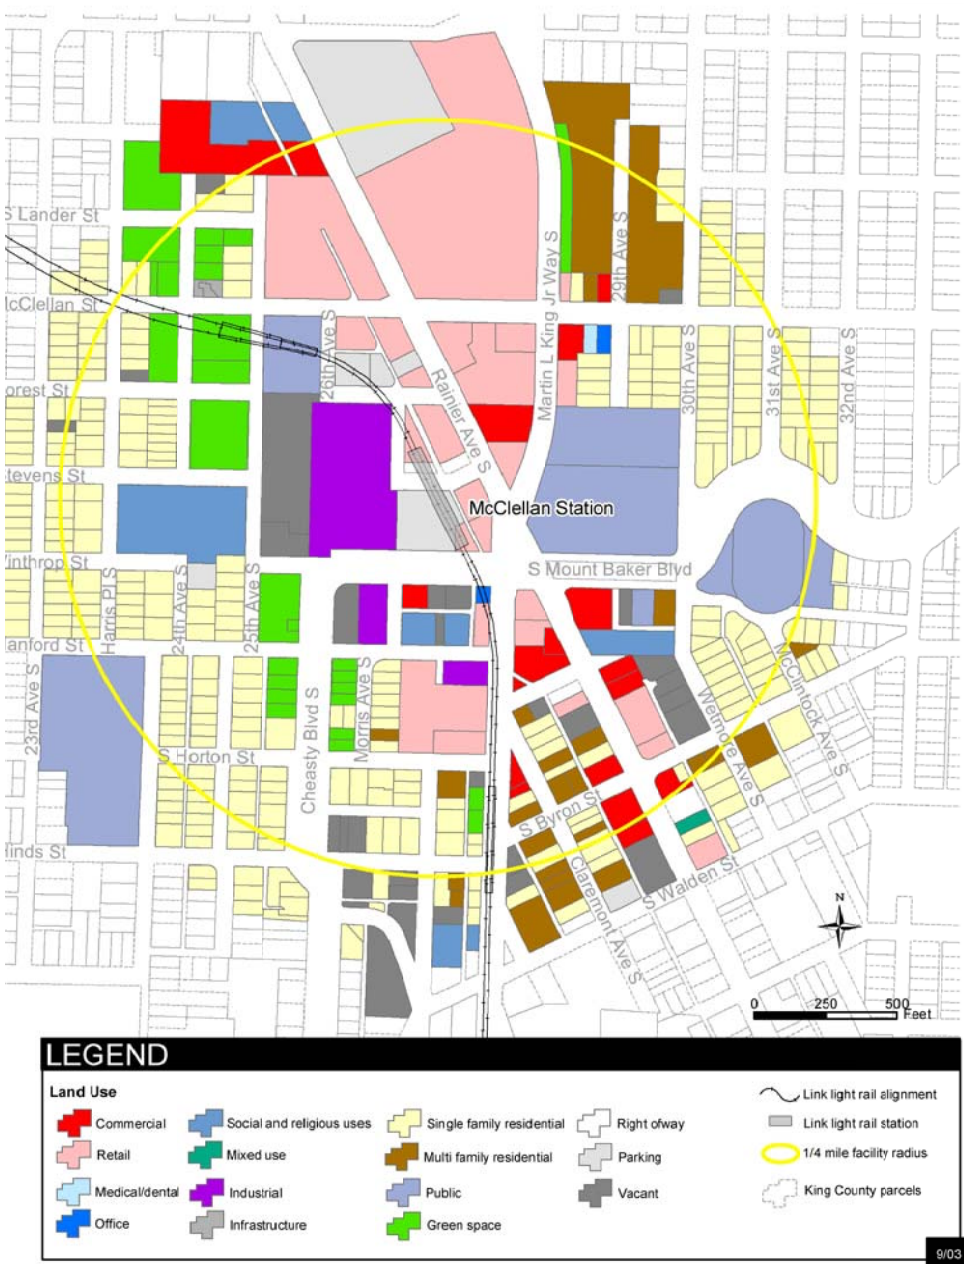 S Lander St
Martin L King Jr Way S
29th Ave S
cClellan St
26th Ave S
30th Ave S
31st Ave S
32nd Ave S
Rainier Ave S
orest St
tevens St
McClellan Station
inthrop St
S Mount Baker Blvd
Harris Pl S
24th Ave S
25th Ave S
anford St
23rd Ave S
Morris Ave S
Cheasty Blvd S
Wetmore Ave S
McClintock Ave S
S Horton St
S Byron St
inds St
Claremont Ave S
S Walden St
N
0 250 500
Feet
LEGEND
Land Use
Commercial
Retail
Medical/dental
Office
Social and religious uses
Mixed use
Industrial
Infrastructure
Single family residential
Multi family residential
Public
Green space
Right ofway
Parking
Vacant
Link light rail alignment
Link light rail station
1/4 mile facility radius
King County parcels
9/03